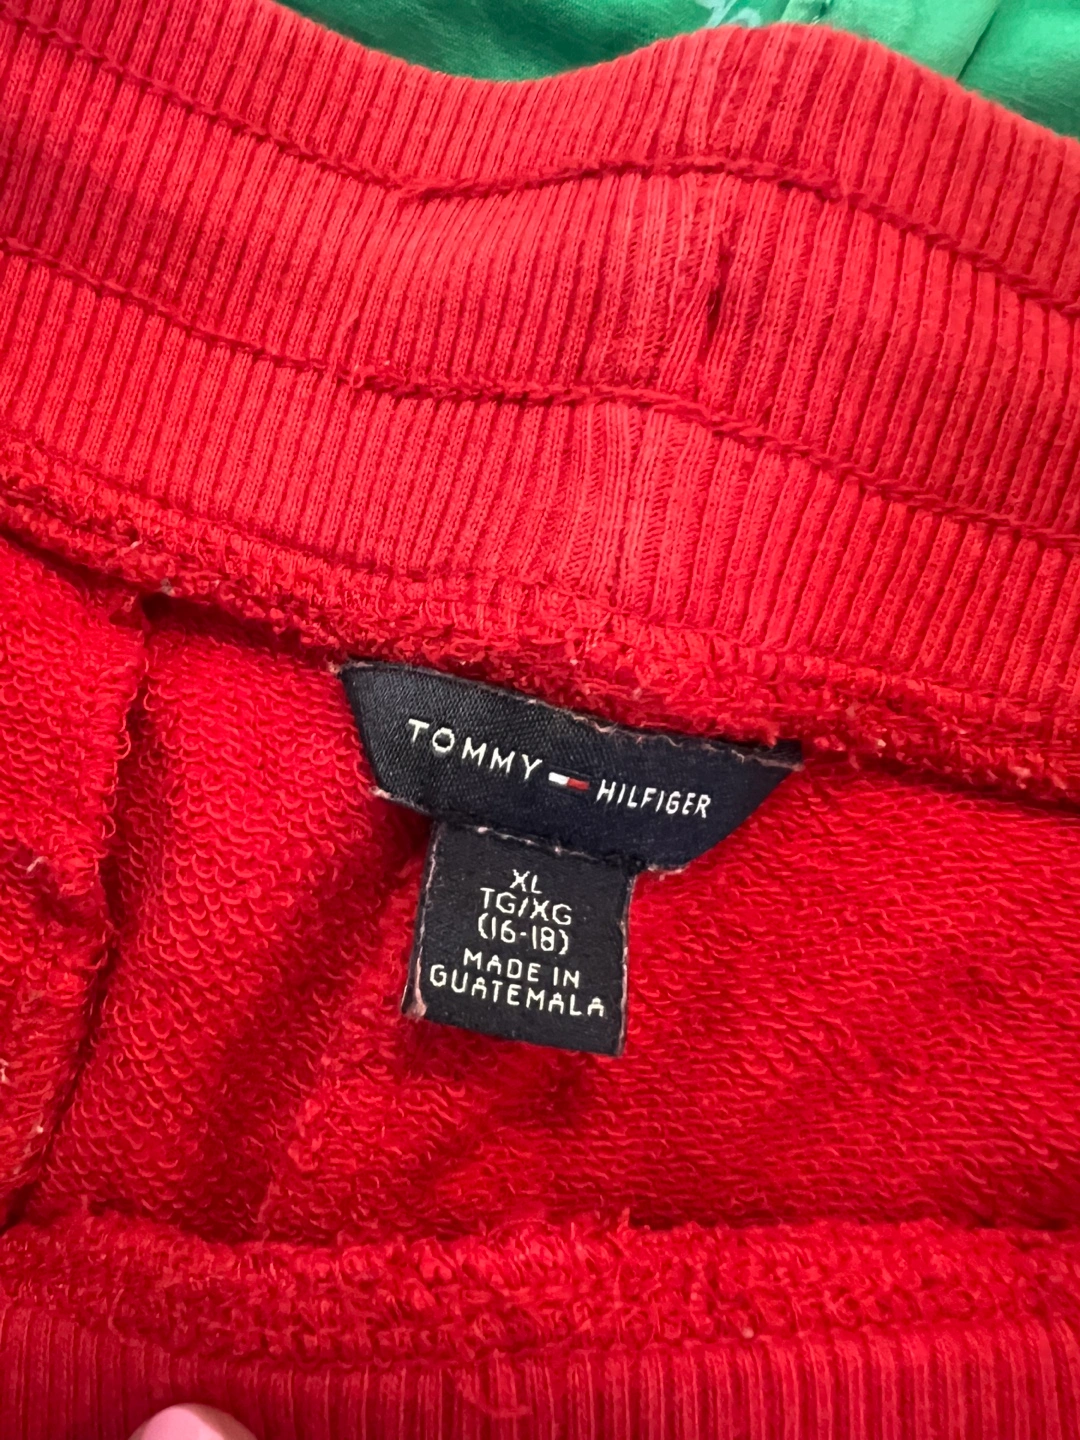 TOMMY HILFIGER
XL
TG/XG
(16-18)
MADE IN
GUATEMALA